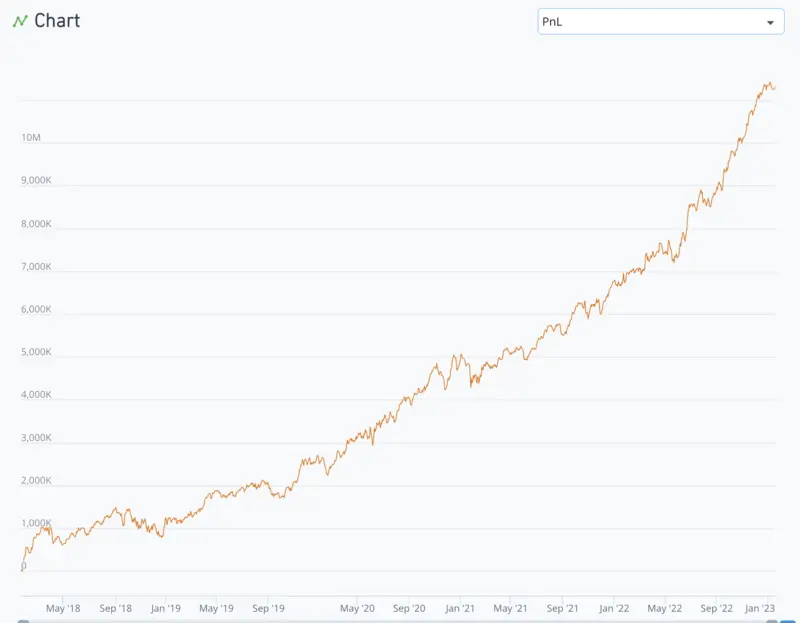 Chart
PnL
10M
9,000K
8,000K
7,000K
6,000K
5,000K
4,000K
3,000K
2,000K
1,000K
0
May '18 Sep '18 Jan '19 May '19 Sep '19 May '20 Sep '20 Jan '21 May '21 Sep '21 Jan '22 May '22 Sep '22 Jan '23